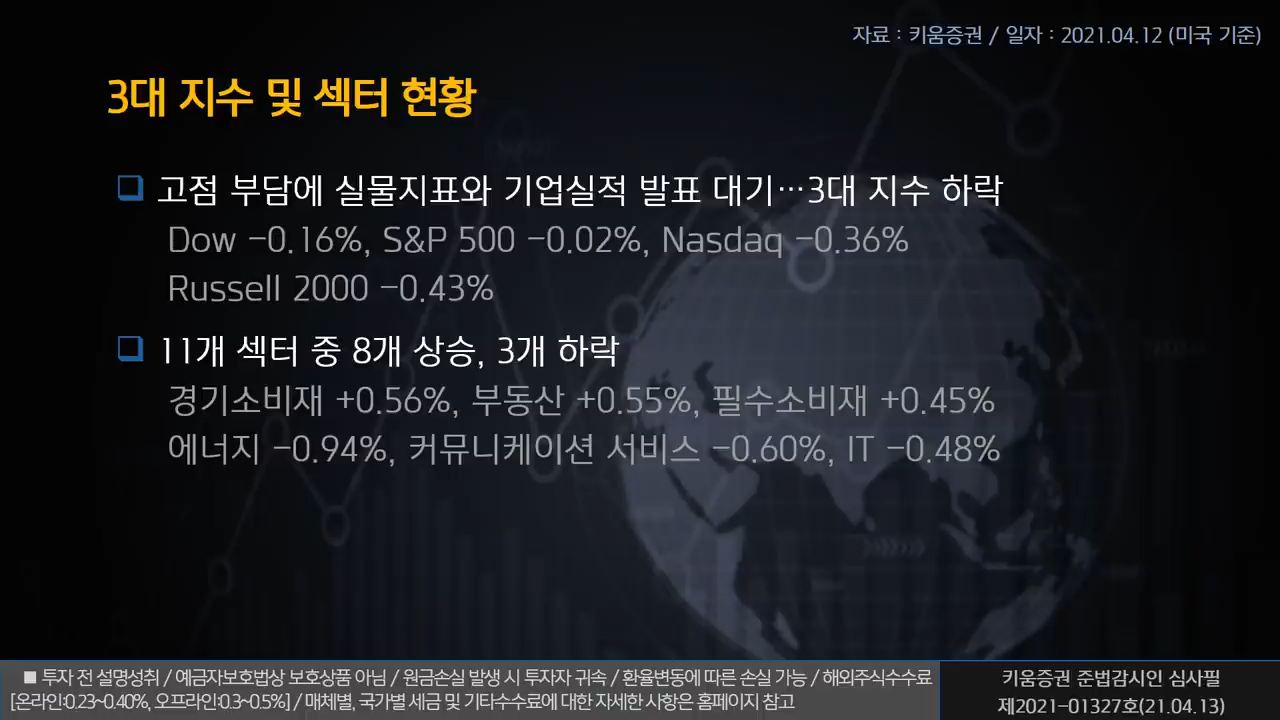 자료 : 키움증권 / 일자 : 2021.04.12 (미국 기준)
3대 지수 및 섹터 현황
❑ 고점 부담에 실물지표와 기업실적 발표 대기…3대 지수 하락
Dow -0.16%, S&P 500 -0.02%, Nasdaq -0.36%
Russell 2000 -0.43%
❑ 11개 섹터 중 8개 상승, 3개 하락
경기소비재 +0.56%, 부동산 +0.55%, 필수소비재 +0.45%
에너지 -0.94%, 커뮤니케이션 서비스 -0.60%, IT -0.48%
■ 투자 전 설명성취 / 예금자보호법상 보호상품 아님 / 원금손실 발생 시 투자자 귀속 / 환율변동에 따른 손실 가능 / 해외주식수수료
[온라인:0.23~0.40%, 오프라인:0.3~0.5%] / 매체별, 국가별 세금 및 기타수수료에 대한 자세한 사항은 홈페이지 참고
키움증권 준법감시인 심사필
제2021-01327호(21.04.13)